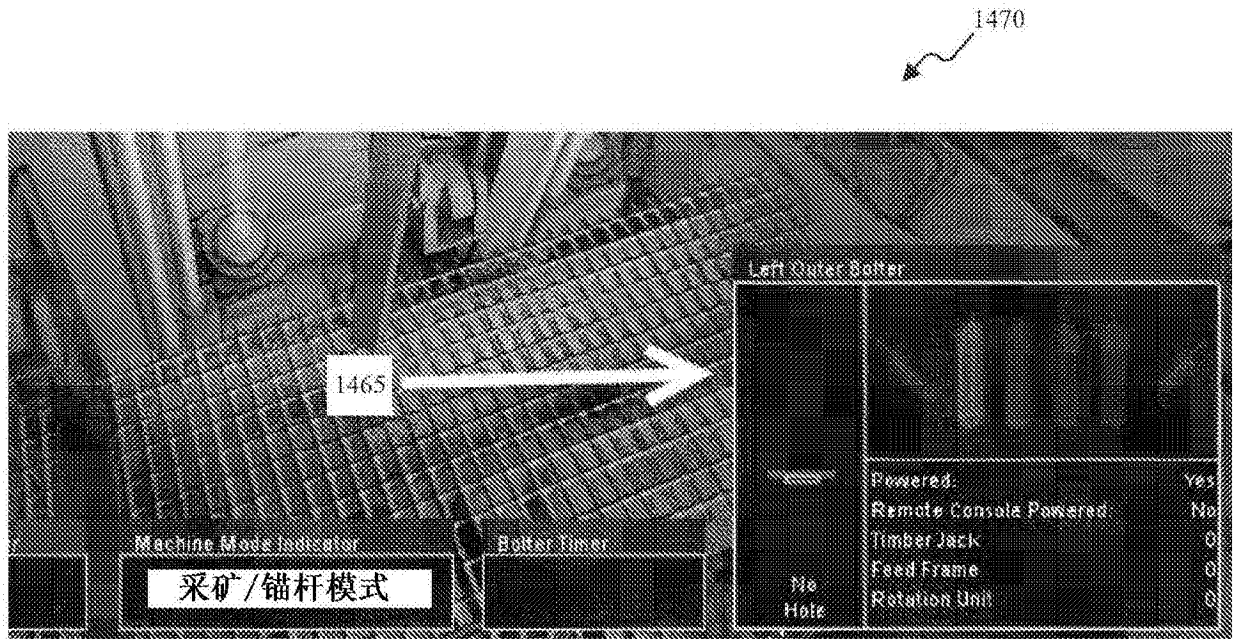 1470
Left Outer Bolter
1465
Powered: Yes
Remote Console Powered: No
Timber Jack 0
Feed Frame 0
Rotation Unit 0
No
Hole
Machine Mode Indicator
采矿/锚杆模式
Bolter Timer